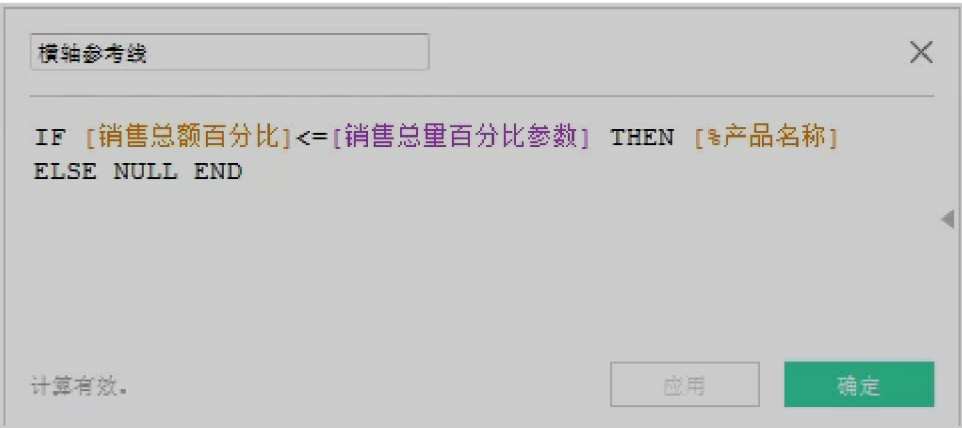 横轴参考线
IF [销售总额百分比]<=[销售总量百分比参数] THEN [%产品名称]
ELSE NULL END
计算有效。
应用
确定